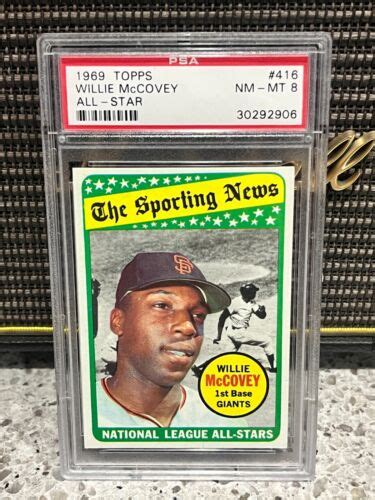 PSA
1969 TOPPS #416
WILLIE McCOVEY NM - MT 8
ALL - STAR
30292906
The Sporting News
SF
WILLIE
McCOVEY
1st Base
GIANTS
NATIONAL LEAGUE ALL-STARS